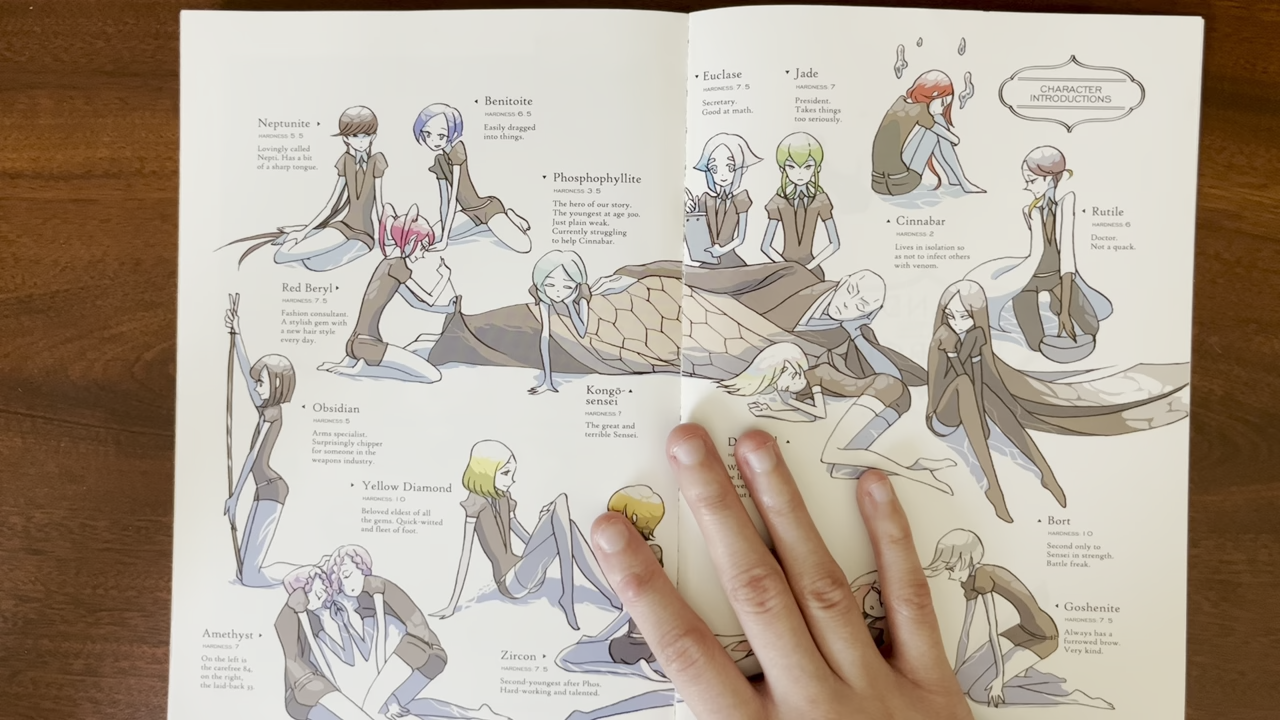 Neptunite
HARDNESS: 5.5
Lovingly called
Nepti. Has a bit
of a sharp tongue.
Benitoite
HARDNESS: 6.5
Easily dragged
into things.
Phosphophyllite
HARDNESS: 3.5
The hero of our story.
The youngest at age 300.
Just plain weak.
Currently struggling
to help Cinnabar.
Red Beryl
HARDNESS: 7.5
Fashion consultant.
A stylish gem with
a new hair style
every day.
Kongō-
sensei
HARDNESS: ?
The great and
terrible Sensei.
Obsidian
HARDNESS: 5
Arms specialist.
Surprisingly chipper
for someone in the
weapons industry.
Yellow Diamond
HARDNESS: 10
Beloved eldest of all
the gems. Quick-witted
and fleet of foot.
Amethyst
HARDNESS: 7
On the left is
the carefree 84,
on the right,
the laid-back 33.
Zircon
HARDNESS: 7.5
Second-youngest after Phos.
Hard-working and talented.
Euclase
HARDNESS: 7.5
Secretary.
Good at math.
Jade
HARDNESS: 7
President.
Takes things
too seriously.
CHARACTER
INTRODUCTIONS
Cinnabar
HARDNESS: 2
Lives in isolation so
as not to infect others
with venom.
Rutile
HARDNESS: 6
Doctor.
Not a quack.
Bort
HARDNESS: 10
Second only to
Sensei in strength.
Battle freak.
Goshenite
HARDNESS: 7.5
Always has a
furrowed brow.
Very kind.